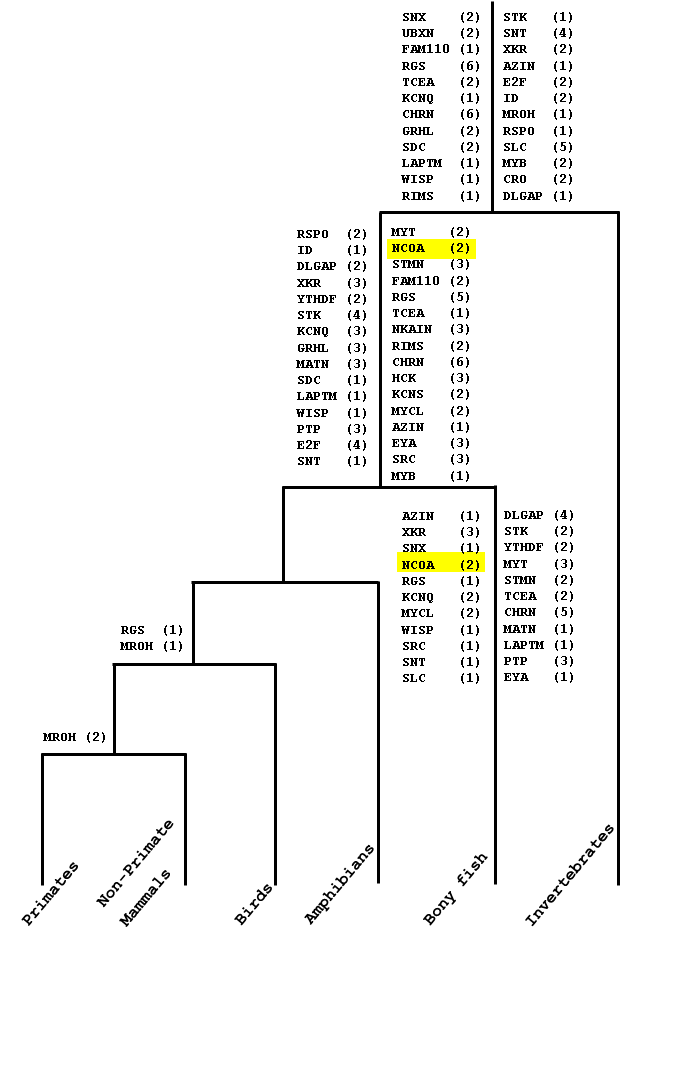 SNX (2)
UBXN (2)
FAM110 (1)
RGS (6)
TCEA (2)
KCNQ (1)
CHRN (6)
GRHL (2)
SDC (2)
LAPTM (1)
WISP (1)
RIMS (1)
STK (1)
SNT (4)
XKR (2)
AZIN (1)
E2F (2)
ID (2)
MROH (1)
RSPO (1)
SLC (5)
MYB (2)
CRO (2)
DLGAP (1)
RSPO (2)
ID (1)
DLGAP (2)
XKR (3)
YTHDF (2)
STK (4)
KCNQ (3)
GRHL (3)
MATN (3)
SDC (1)
LAPTM (1)
WISP (1)
PTP (3)
E2F (4)
SNT (1)
MYT (2)
NCOA (2)
STMN (3)
FAM110 (2)
RGS (5)
TCEA (1)
NKAIN (3)
RIMS (2)
CHRN (6)
HCK (3)
KCNS (2)
MYCL (2)
AZIN (1)
EYA (3)
SRC (3)
MYB (1)
AZIN (1)
XKR (3)
SNX (1)
NCOA (2)
RGS (1)
KCNQ (2)
MYCL (2)
WISP (1)
SRC (1)
SNT (1)
SLC (1)
DLGAP (4)
STK (2)
YTHDF (2)
MYT (3)
STMN (2)
TCEA (2)
CHRN (5)
MATN (1)
LAPTM (1)
PTP (3)
EYA (1)
RGS (1)
MROH (1)
MROH (2)
Primates
Non-Primate
Mammals
Birds
Amphibians
Bony fish
Invertebrates